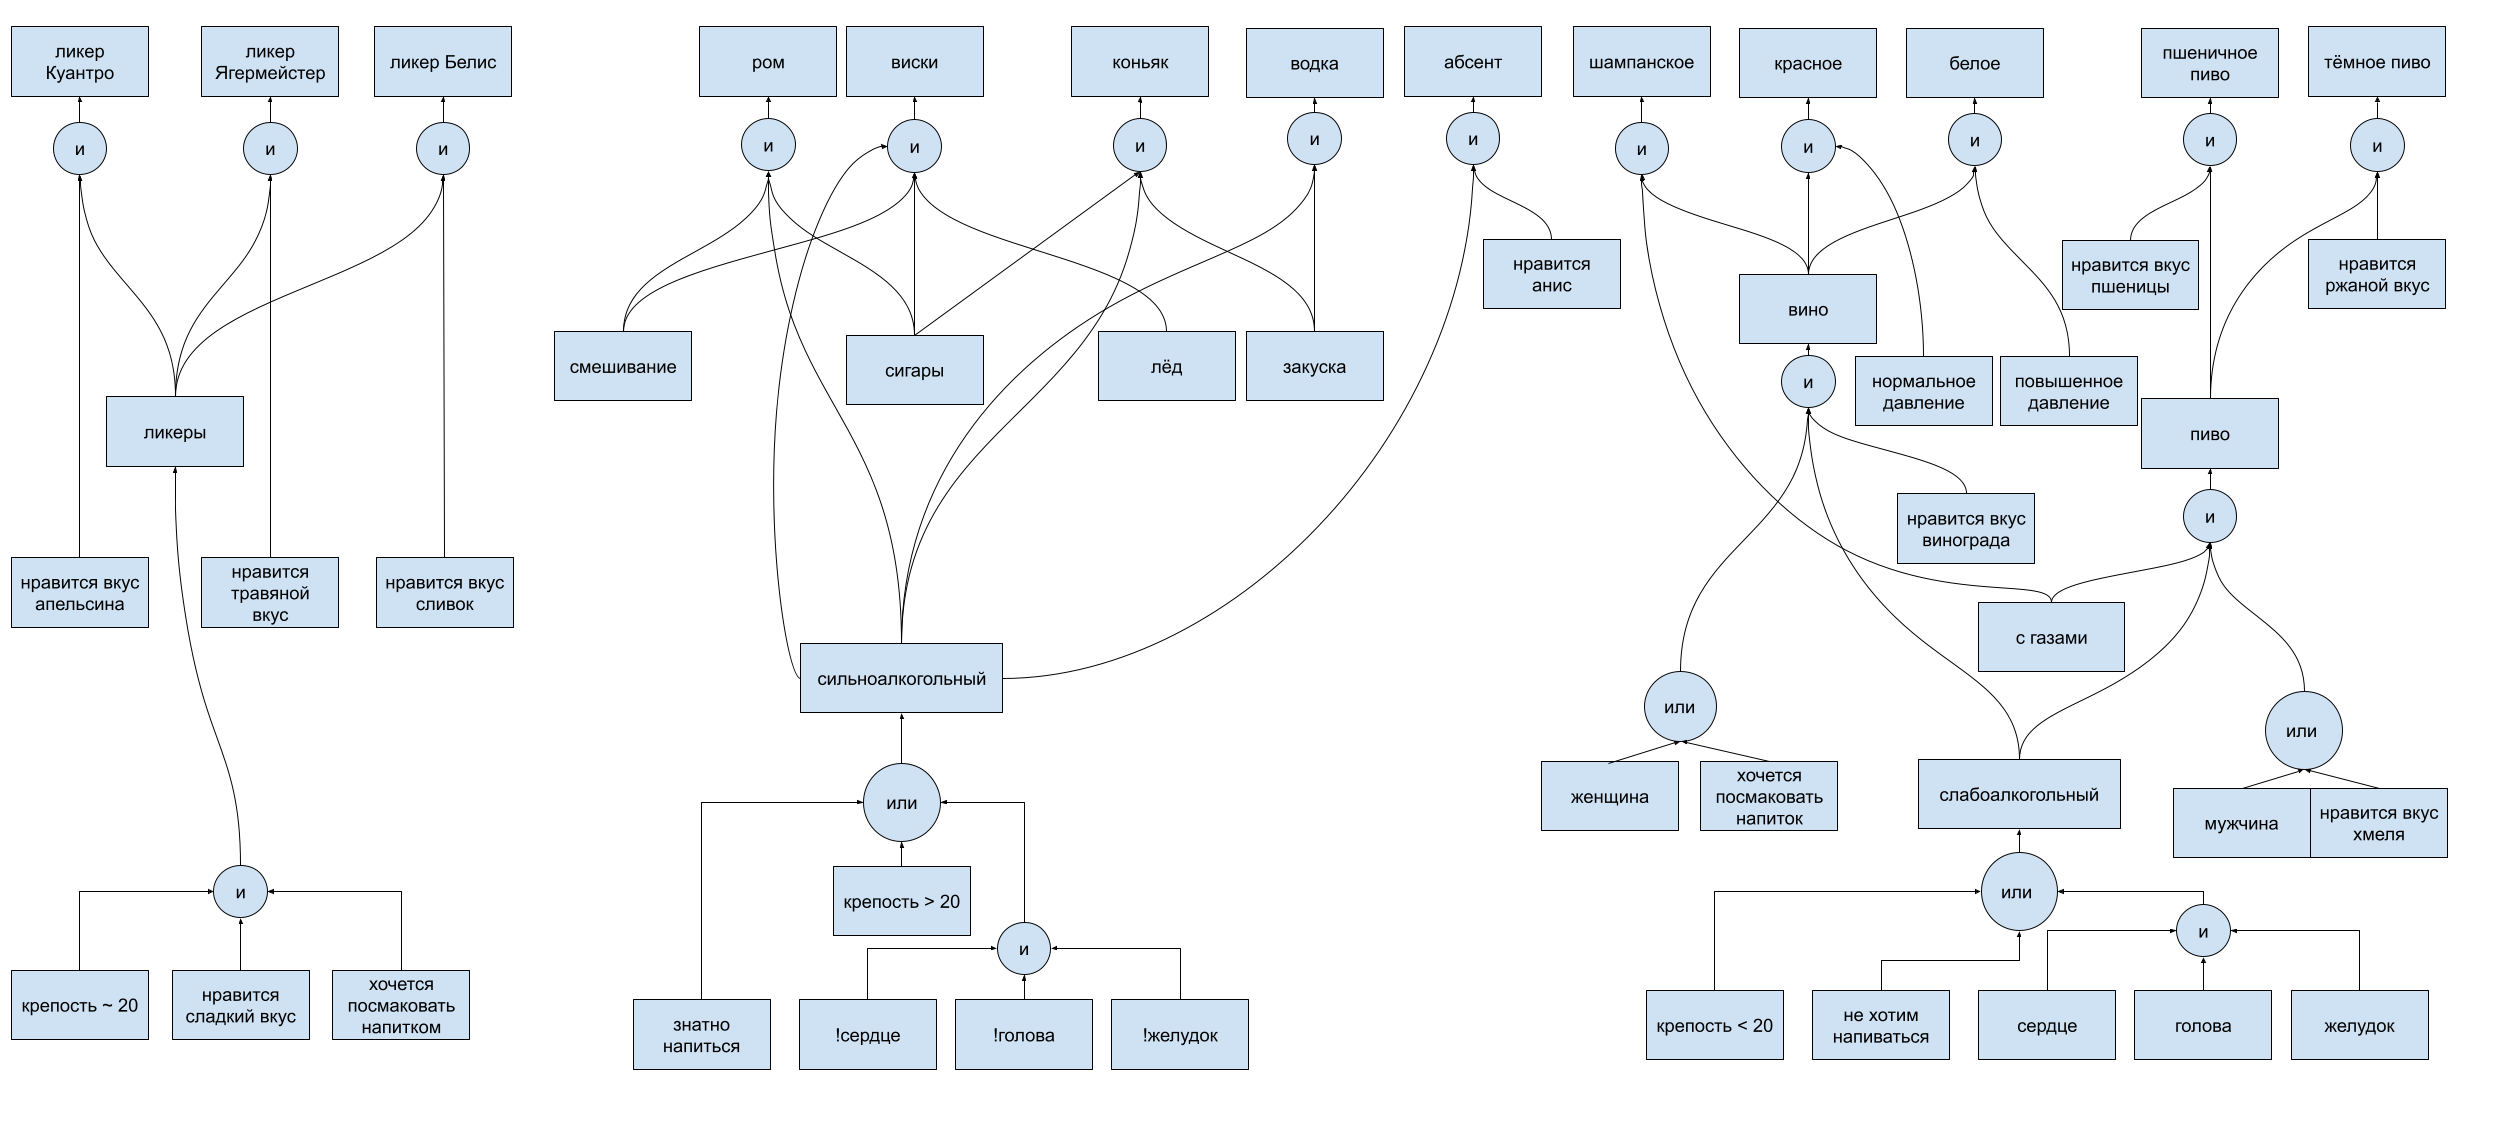 ликер
Куантро
ликер
Ягермейстер
ликер Белис
ром
виски
коньяк
водка
абсент
шампанское
красное
белое
пшеничное
пиво
тёмное пиво
и
и
и
и
и
и
и
и
и
и
и
и
и
нравится
анис
нравится вкус
пшеницы
нравится
ржаной вкус
вино
смешивание
сигары
лёд
закуска
и
нормальное
давление
повышенное
давление
ликеры
пиво
нравится вкус
винограда
и
нравится вкус
апельсина
нравится
травяной
вкус
нравится вкус
сливок
с газами
сильноалкогольный
или
или
женщина
хочется
посмаковать
напиток
слабоалкогольный
мужчина
нравится вкус
хмеля
или
и
крепость > 20
или
и
и
крепость ~ 20
нравится
сладкий вкус
хочется
посмаковать
напитком
знатно
напиться
!сердце
!голова
!желудок
крепость < 20
не хотим
напиваться
сердце
голова
желудок